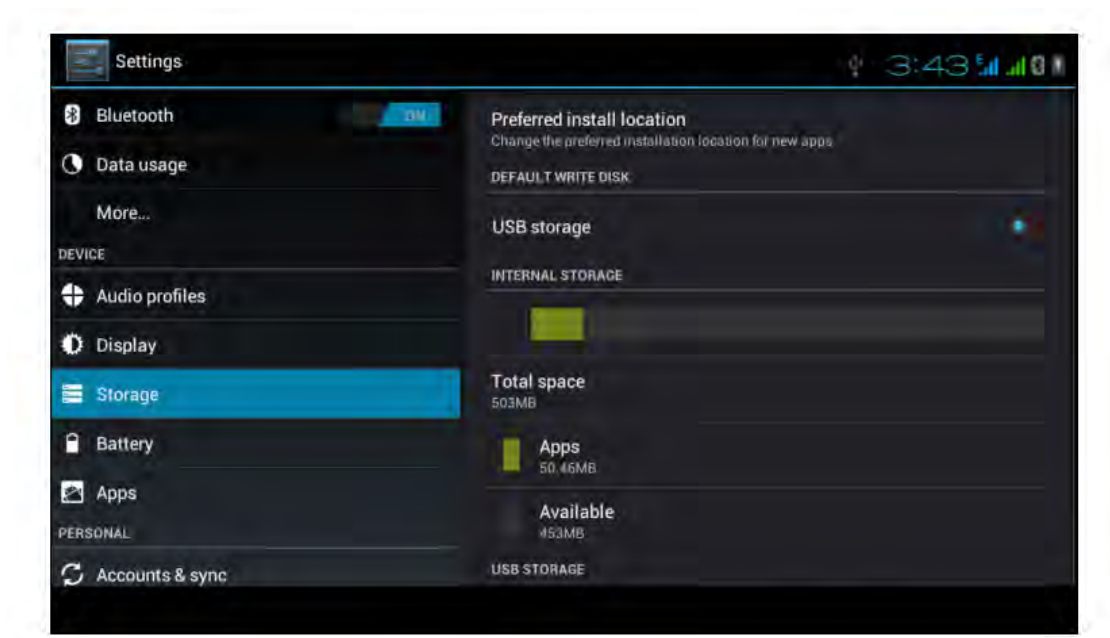 Settings
3:43
Bluetooth
ON
Data usage
More...
DEVICE
Audio profiles
Display
Storage
Battery
Apps
PERSONAL
Accounts & sync
Preferred install location
Change the preferred installation location for new apps
DEFAULT WRITE DISK
USB storage
INTERNAL STORAGE
Total space
503MB
Apps
50.46MB
Available
453MB
USB STORAGE